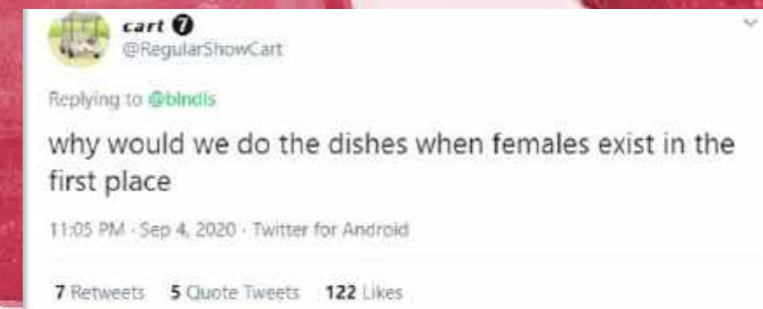 cart 7
@RegularShowCart
Replying to @blndls
why would we do the dishes when females exist in the
first place
11:05 PM · Sep 4, 2020 · Twitter for Android
7 Retweets 5 Quote Tweets 122 Likes